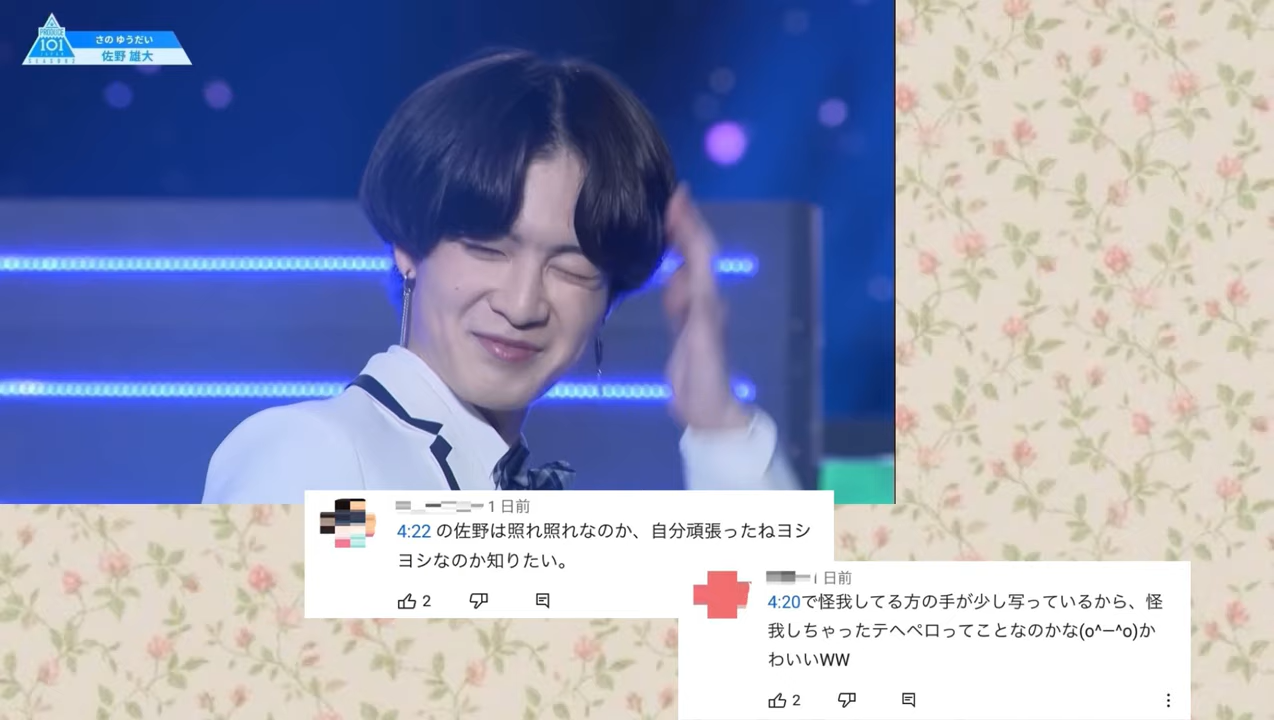 PRODUCE
101
JAPAN
SEASON2
さの ゆうだい
佐野 雄大
1 日前
4:22 の佐野は照れ照れなのか、自分頑張ったねヨシ
ヨシなのか知りたい。
2
日前
4:20で怪我してる方の手が少し写っているから、怪
我しちゃったテヘペロってことなのかな(o^—^o)か
わいいWW
2